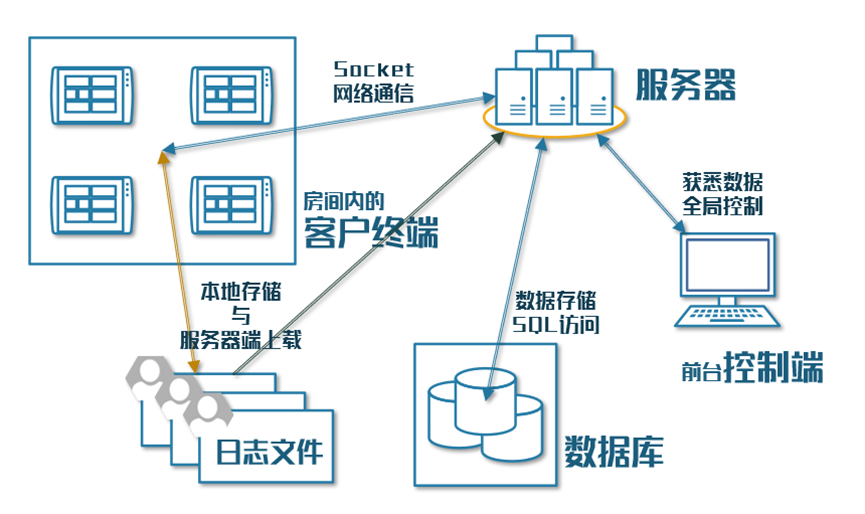 Socket
网络通信
服务器
房间内的
客户终端
获悉数据
全局控制
本地存储
与
服务器端上载
数据存储
SQL访问
前台控制端
日志文件
数据库